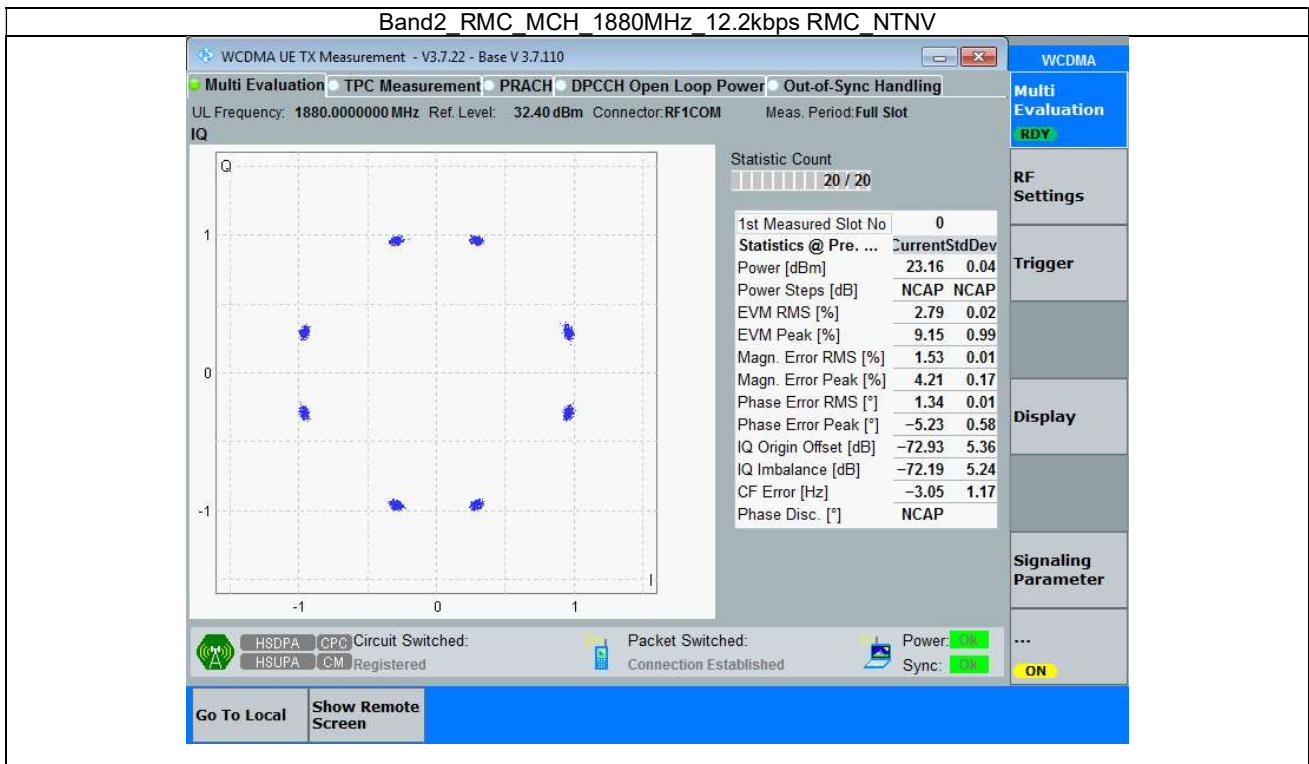 Band2_RMC_MCH_1880MHz_12.2kbps RMC_NTNV
WCDMA UE TX Measurement - V3.7.22 - Base V 3.7.110
WCDMA
Multi Evaluation TPC Measurement PRACH DPCCH Open Loop Power Out-of-Sync Handling
Multi
Evaluation
RDY
UL Frequency: 1880.0000000 MHz Ref. Level: 32.40 dBm Connector:RF1COM Meas. Period:Full Slot
IQ
Q
1
0
-1
-1 0 1
I
Statistic Count
20 / 20
1st Measured Slot No 0
Statistics @ Pre. ... CurrentStdDev
Power [dBm] 23.16 0.04
Power Steps [dB] NCAP NCAP
EVM RMS [%] 2.79 0.02
EVM Peak [%] 9.15 0.99
Magn. Error RMS [%] 1.53 0.01
Magn. Error Peak [%] 4.21 0.17
Phase Error RMS [°] 1.34 0.01
Phase Error Peak [°] −5.23 0.58
IQ Origin Offset [dB] −72.93 5.36
IQ Imbalance [dB] −72.19 5.24
CF Error [Hz] −3.05 1.17
Phase Disc. [°] NCAP
RF
Settings
Trigger
Display
Signaling
Parameter
...
ON
HSDPA CPC Circuit Switched: Packet Switched: Power: Ok
HSUPA CM Registered Connection Established Sync: Ok
Go To Local
Show Remote
Screen